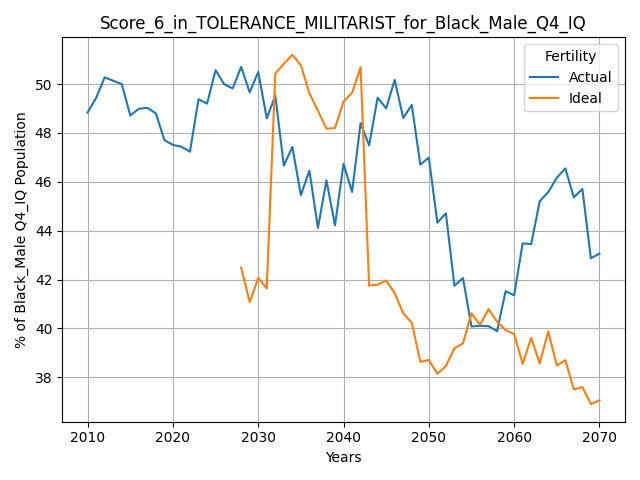 Score_6_in_TOLERANCE_MILITARIST_for_Black_Male_Q4_IQ
Fertility
Actual
Ideal
% of Black_Male Q4_IQ Population
50
48
46
44
42
40
38
2010 2020 2030 2040 2050 2060 2070
Years